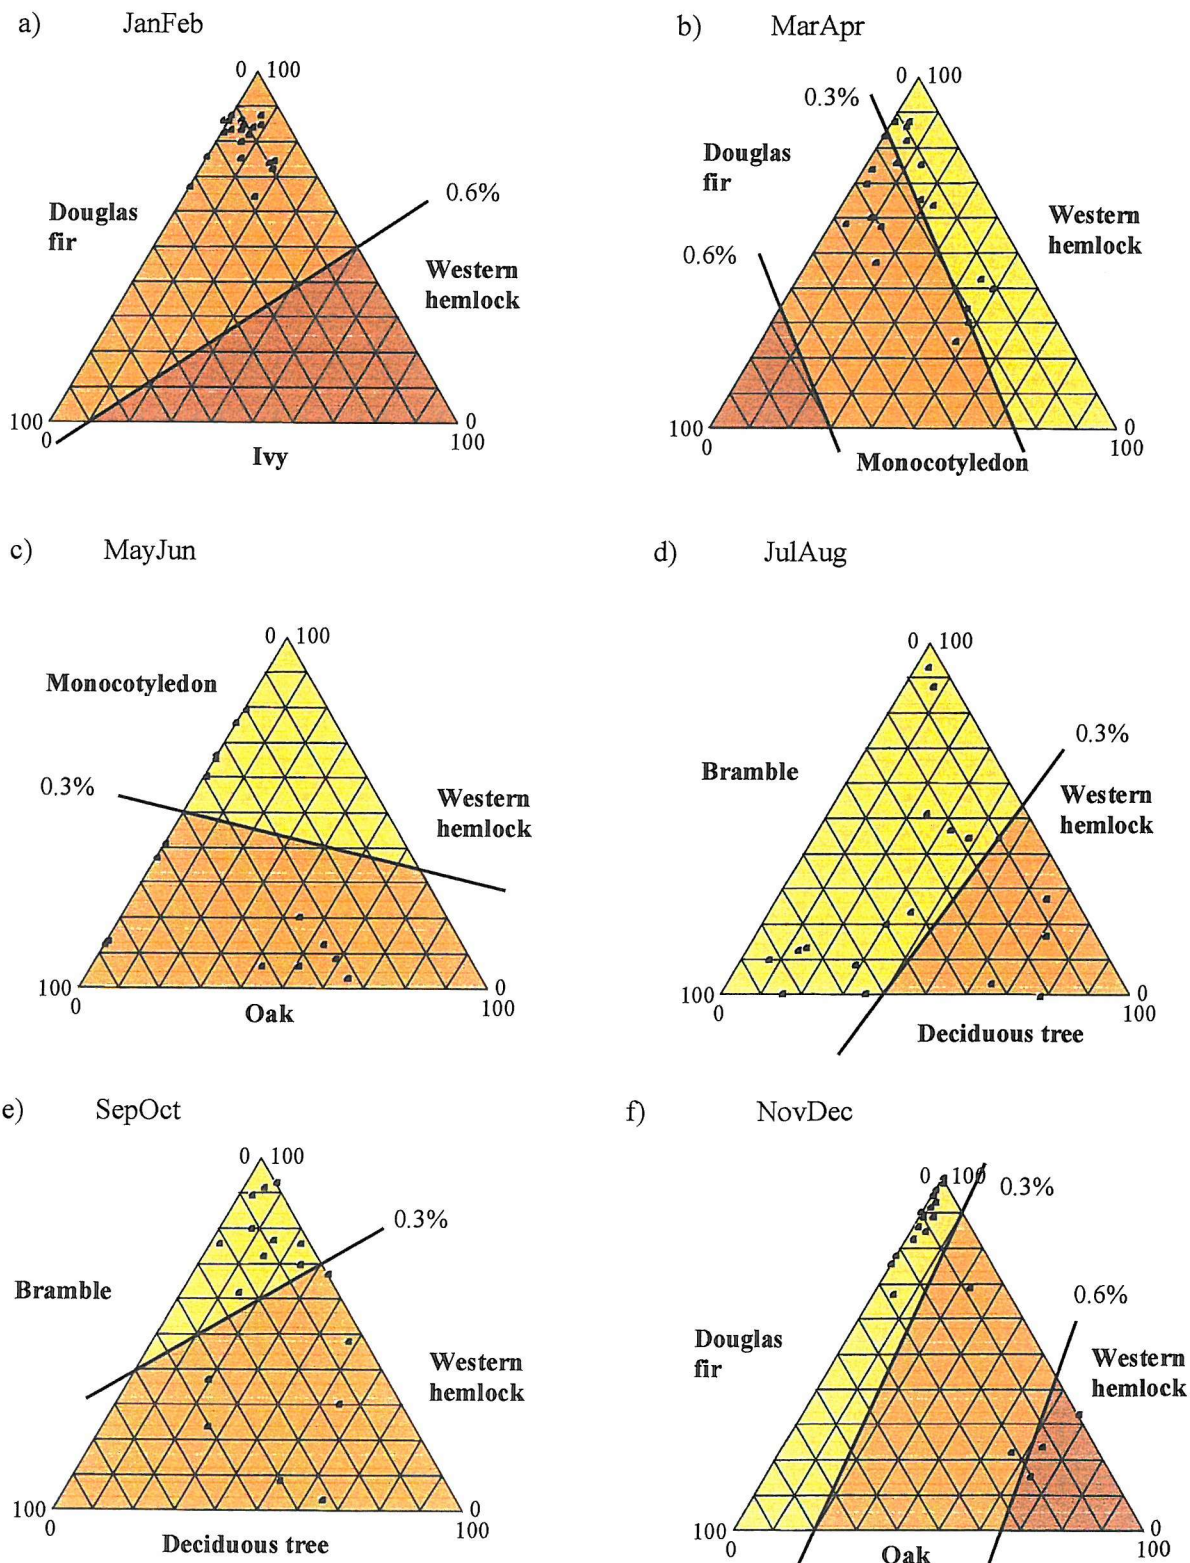 a) JanFeb
0 100
0.6%
Douglas
fir
Western
hemlock
100 0
0 100
Ivy
b) MarApr
0 100
0.3%
Douglas
fir
Western
hemlock
0.6%
100 0
0 100
Monocotyledon
c) MayJun
0 100
Monocotyledon
0.3%
Western
hemlock
100 0
0 100
Oak
d) JulAug
0 100
0.3%
Bramble
Western
hemlock
100 0
0 100
Deciduous tree
e) SepOct
0 100
0.3%
Bramble
Western
hemlock
100 0
0 100
Deciduous tree
f) NovDec
0 100
0.3%
0.6%
Douglas
fir
Western
hemlock
100 0
0 100
Oak